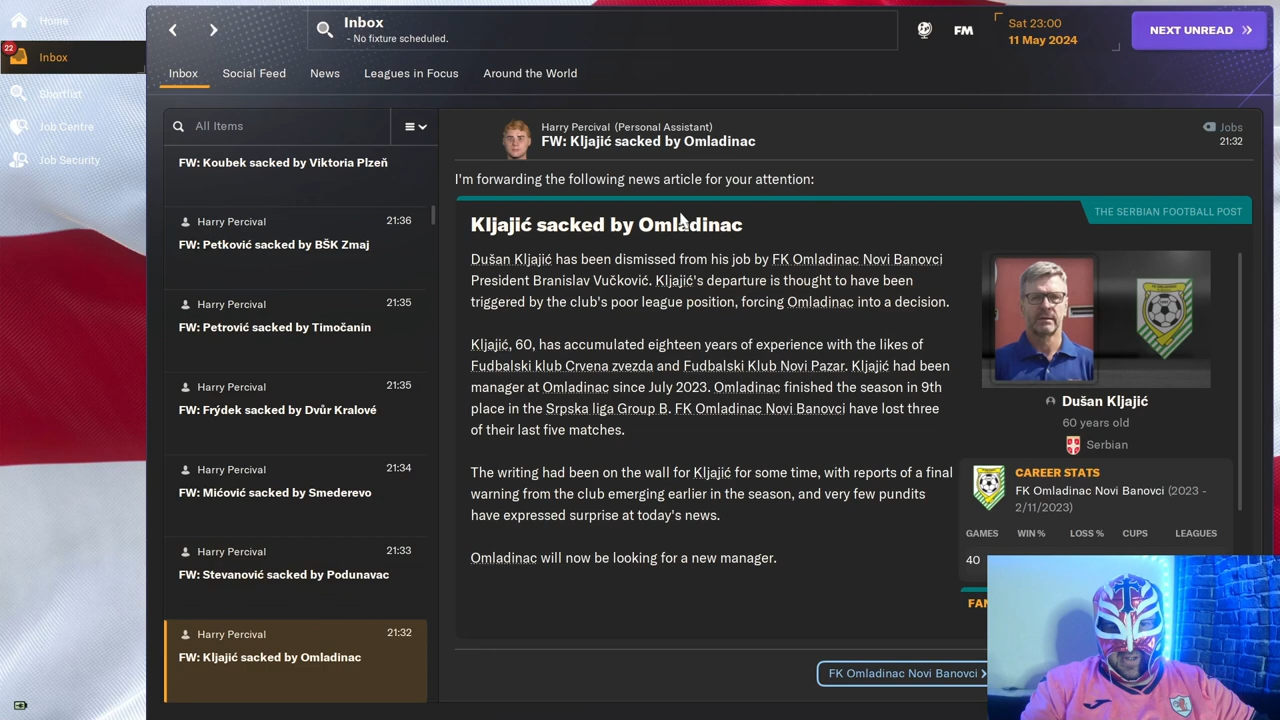 Home
22
Inbox
Shortlist
Job Centre
Job Security
Inbox
- No fixture scheduled.
FM
Sat 23:00
11 May 2024
NEXT UNREAD
Inbox
Social Feed
News
Leagues in Focus
Around the World
All Items
FW: Koubek sacked by Viktoria Plzeň
Harry Percival
21:36
FW: Petković sacked by BŠK Zmaj
Harry Percival
21:35
FW: Petrović sacked by Timočanin
Harry Percival
21:35
FW: Frýdek sacked by Dvůr Kralové
Harry Percival
21:34
FW: Mićović sacked by Smederevo
Harry Percival
21:33
FW: Stevanović sacked by Podunavac
Harry Percival
21:32
FW: Kljajić sacked by Omladinac
Harry Percival (Personal Assistant)
FW: Kljajić sacked by Omladinac
Jobs
21:32
I'm forwarding the following news article for your attention:
THE SERBIAN FOOTBALL POST
Kljajić sacked by Omladinac
Dušan Kljajić has been dismissed from his job by FK Omladinac Novi Banovci
President Branislav Vučković. Kljajić's departure is thought to have been
triggered by the club's poor league position, forcing Omladinac into a decision.
Kljajić, 60, has accumulated eighteen years of experience with the likes of
Fudbalski klub Crvena zvezda and Fudbalski Klub Novi Pazar. Kljajić had been
manager at Omladinac since July 2023. Omladinac finished the season in 9th
place in the Srpska liga Group B. FK Omladinac Novi Banovci have lost three
of their last five matches.
The writing had been on the wall for Kljajić for some time, with reports of a final
warning from the club emerging earlier in the season, and very few pundits
have expressed surprise at today's news.
Omladinac will now be looking for a new manager.
Dušan Kljajić
60 years old
Serbian
CAREER STATS
FK Omladinac Novi Banovci (2023 -
2/11/2023)
GAMES
WIN %
LOSS %
CUPS
LEAGUES
40
FK Omladinac Novi Banovci